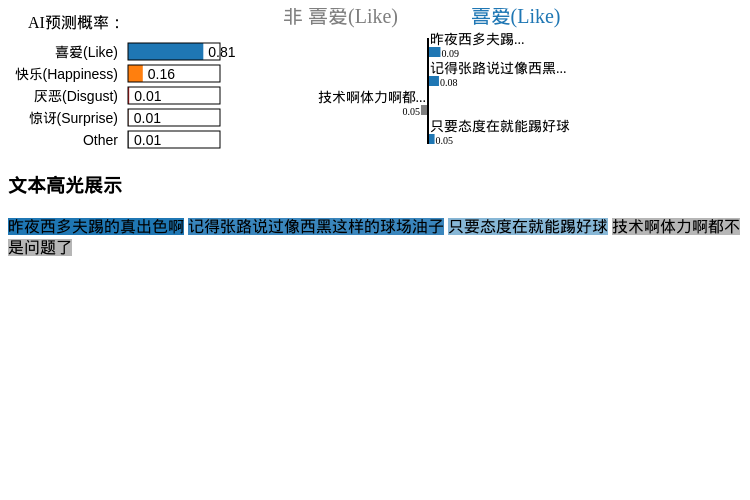 AI预测概率：
喜爱(Like) 0.81
快乐(Happiness) 0.16
厌恶(Disgust) 0.01
惊讶(Surprise) 0.01
Other 0.01
非 喜爱(Like) 喜爱(Like)
昨夜西多夫踢...
0.09
记得张路说过像西黑...
0.08
技术啊体力啊都...
0.05
只要态度在就能踢好球
0.05
文本高光展示
昨夜西多夫踢的真出色啊 记得张路说过像西黑这样的球场油子 只要态度在就能踢好球 技术啊体力啊都不
是问题了